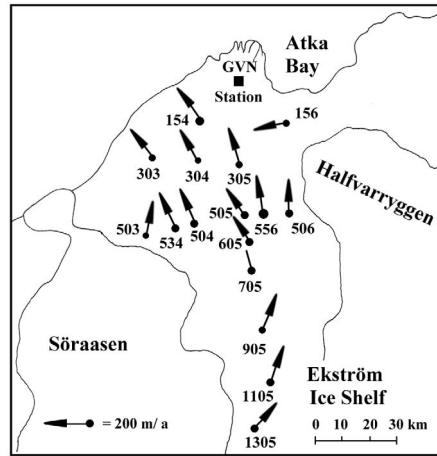 Atka
Bay
GVN
Station
154
156
303
304
305
Halfvarryggen
503
534
504
505
556
506
605
705
905
Söraasen
1105
Ekström
Ice Shelf
1305
= 200 m/ a
0 10 20 30 km